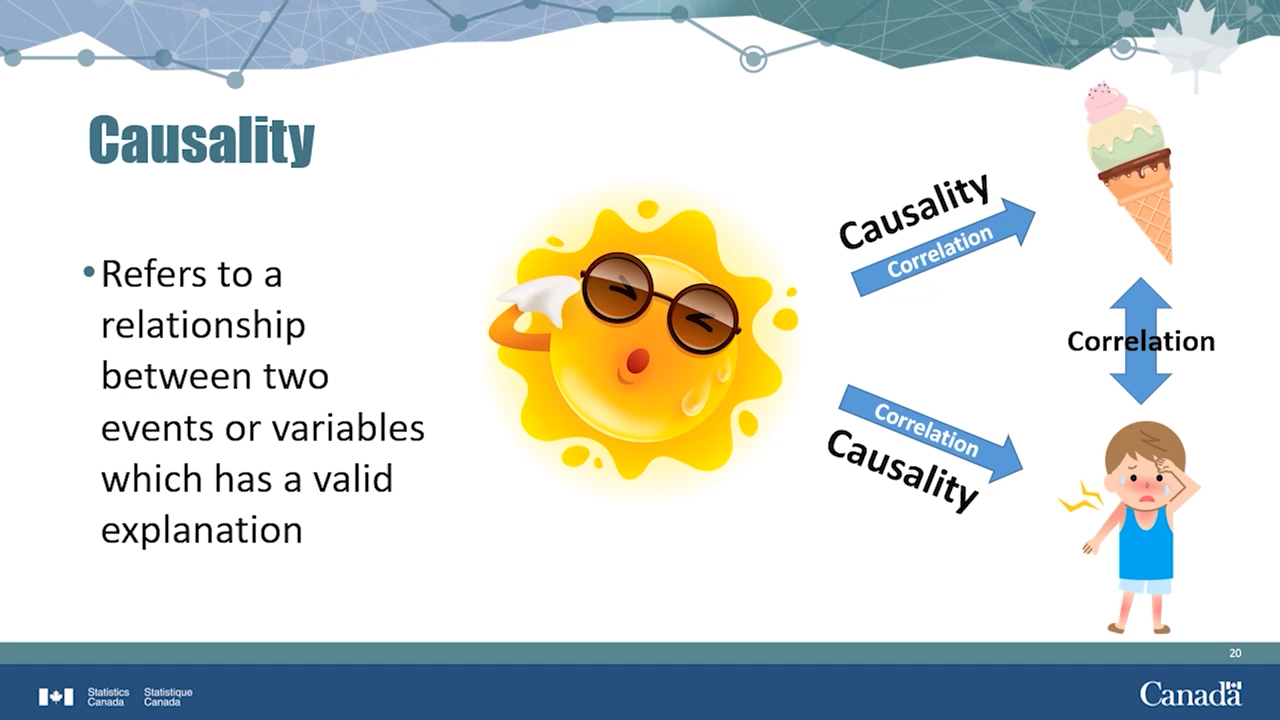 Causality
•Refers to a
relationship
between two
events or variables
which has a valid
explanation
Causality
Correlation
Correlation
Correlation
Causality
20
Statistics
Canada
Statistique
Canada
Canada